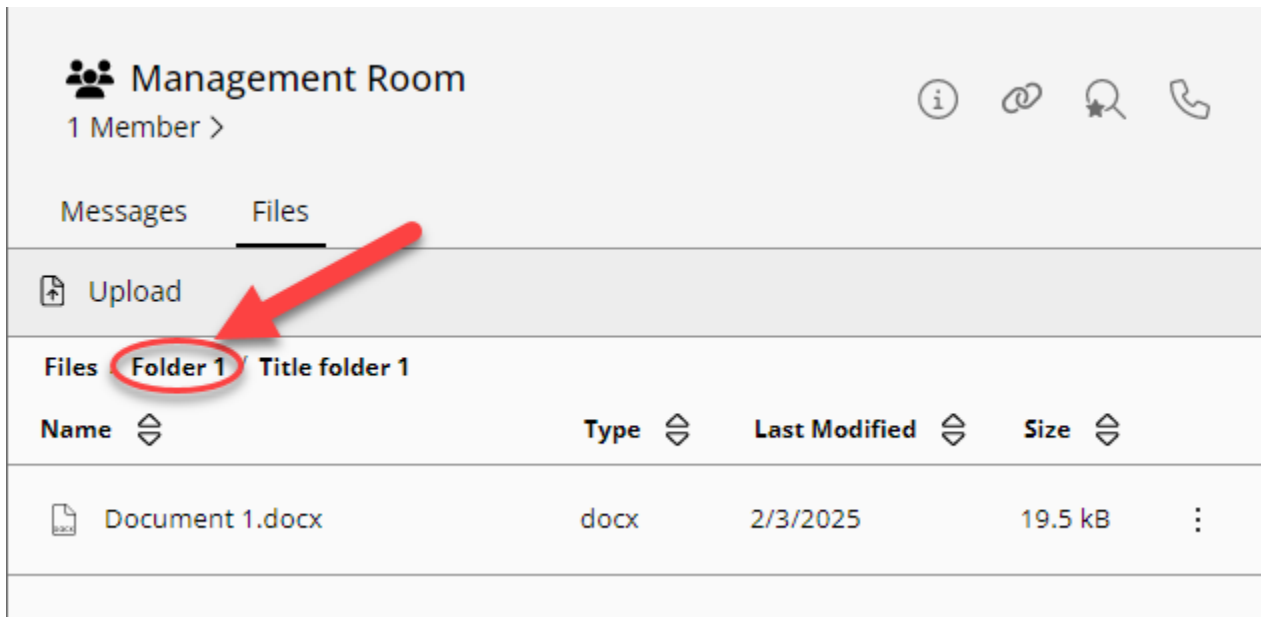 Management Room
1 Member >
Messages Files
Upload
Files / Folder 1 / Title folder 1
Name Type Last Modified Size
Document 1.docx docx 2/3/2025 19.5 kB